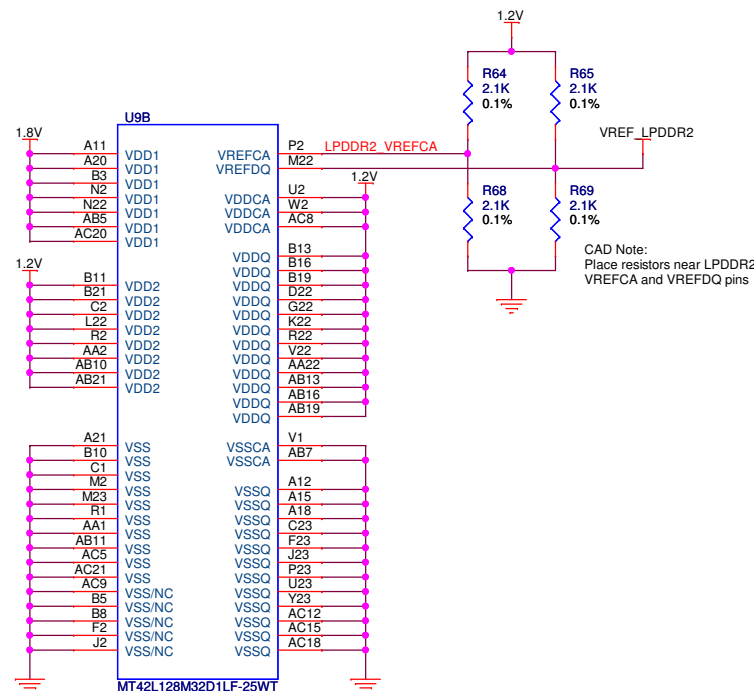 1.2V
R64
2.1K
0.1%
R65
2.1K
0.1%
U9B
1.8V
VREF_LPDDR2
A11 VDD1 VREFCA P2 LPDDR2_VREFCA
A20 VDD1 VREFDQ M22
B3 VDD1
1.2V
N2 VDD1 VDDCA U2
N22 VDD1 VDDCA W2
AB5 VDD1 VDDCA AC8
AC20 VDD1
R68
2.1K
0.1%
R69
2.1K
0.1%
CAD Note:
Place resistors near LPDDR2
VREFCA and VREFDQ pins
1.2V
VDDQ B13
VDDQ B16
B11 VDD2 VDDQ B19
B21 VDD2 VDDQ D22
C2 VDD2 VDDQ G22
L22 VDD2 VDDQ K22
R2 VDD2 VDDQ R22
AA2 VDD2 VDDQ V22
AB10 VDD2 VDDQ AA22
AB21 VDD2 VDDQ AB13
VDDQ AB16
VDDQ AB19
A21 VSS VSSCA V1
B10 VSS VSSCA AB7
C1 VSS
M2 VSS VSSQ A12
M23 VSS VSSQ A15
R1 VSS VSSQ A18
AA1 VSS VSSQ C23
AB11 VSS VSSQ F23
AC5 VSS VSSQ J23
AC21 VSS VSSQ P23
AC9 VSS/NC VSSQ U23
B5 VSS/NC VSSQ Y23
B8 VSS/NC VSSQ AC12
F2 VSS/NC VSSQ AC15
J2 VSS/NC VSSQ AC18
MT42L128M32D1LF-25WT